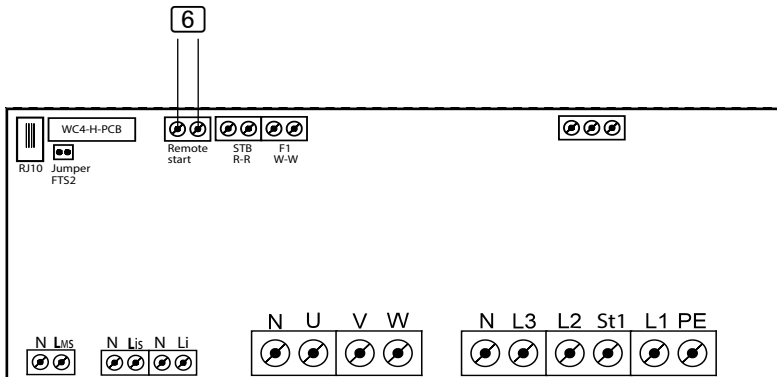 6
WC4-H-PCB
RJ10
Jumper
FTS2
Remote
start
STB
R-R
F1
W-W
N LMS
N Lis N Li
N U V W
N L3 L2 St1 L1 PE